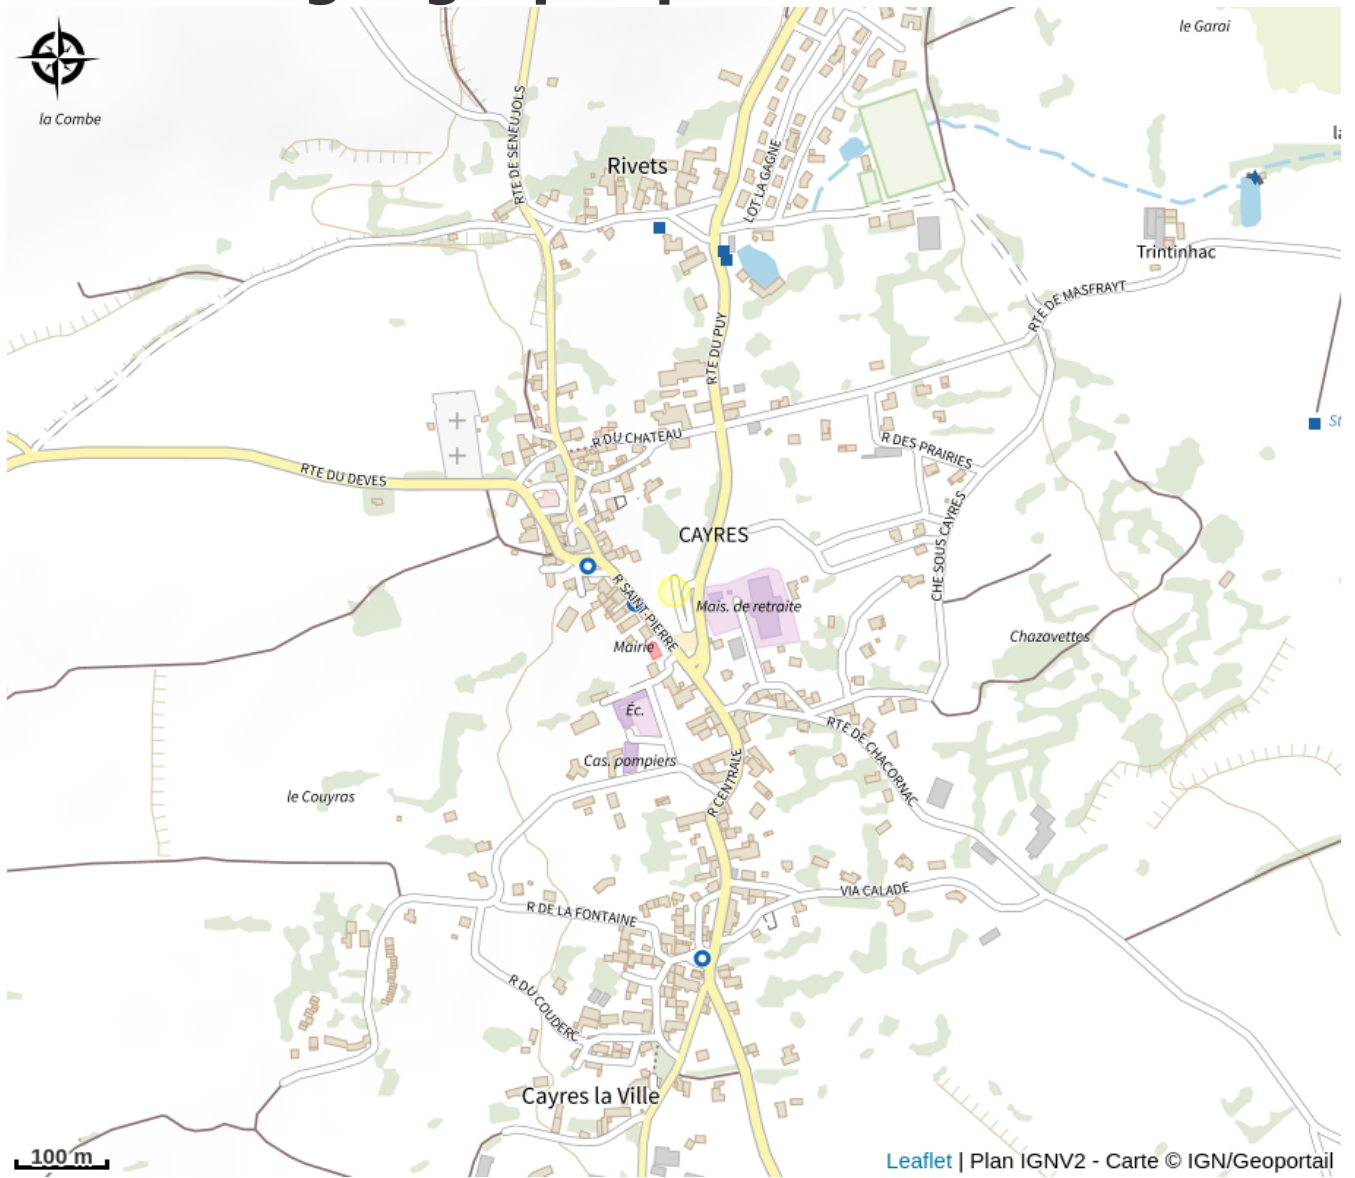 le Garai
la Combe
RTE DE SENEUJOLS
Rivets
LOT LA GAGNE
Trintinhac
RTE DE MASFRAYT
RTE DU PUY
R DU CHATEAU
St
R DES PRAIRIES
RTE DU DEVES
CAYRES
CHE SOUS CAYRES
R SAINT-PIERRE
Mais. de retraite
Mairie
Chazavettes
Éc.
RTE DE CHACORNAC
Cas. pompiers
R CENTRALE
le Couyras
VIA CALADE
R DE LA FONTAINE
R DU COUDERC
Cayres la Ville
100 m
Leaflet | Plan IGNV2 - Carte © IGN/Geoportail